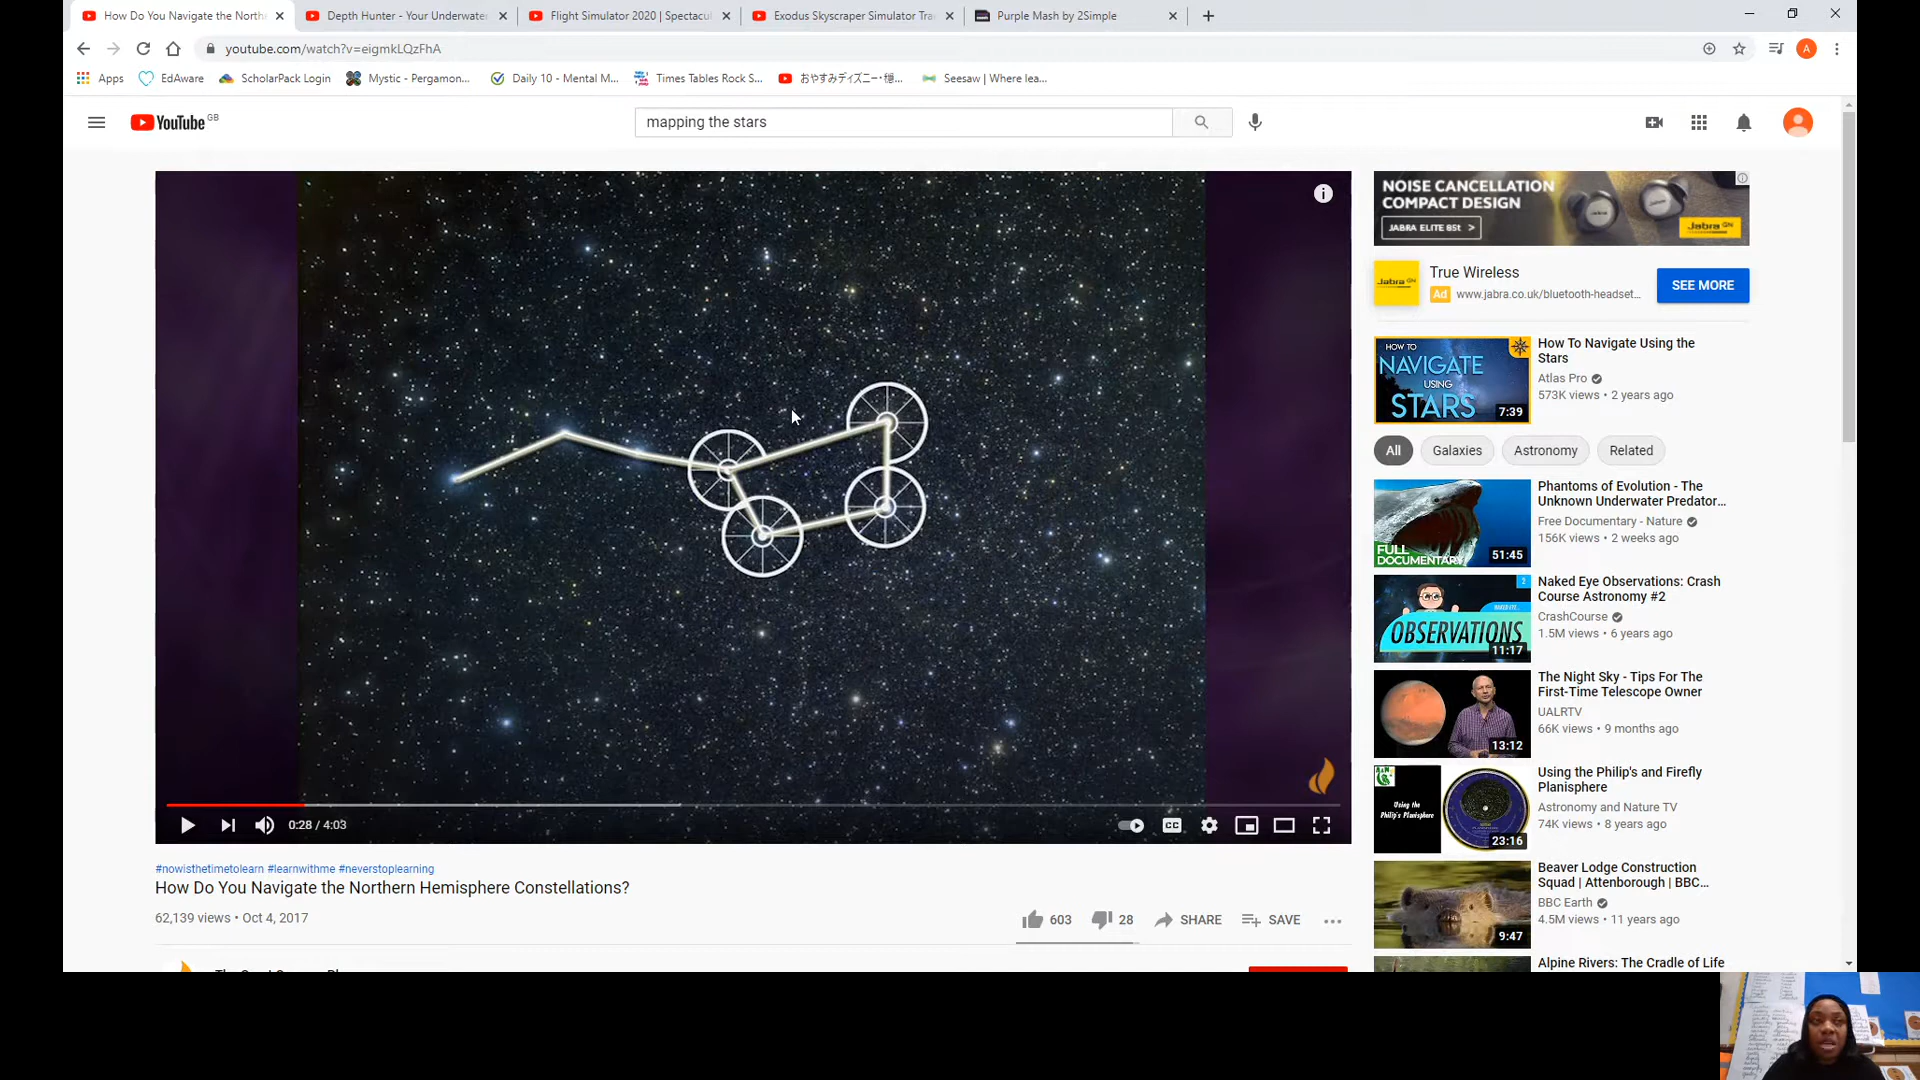 How Do You Navigate the North
Depth Hunter - Your Underwater
Flight Simulator 2020 | Spectacul
Exodus Skyscraper Simulator Tra
Purple Mash by 2Simple
youtube.com/watch?v=eigmkLQzFhA
A
Apps
EdAware
ScholarPack Login
Mystic - Pergamon...
Daily 10 - Mental M...
Times Tables Rock S...
おやすみディズニー・穏...
Seesaw | Where lea...
YouTube GB
mapping the stars
0:28 / 4:03
CC
#nowisthetimetolearn #learnwithme #neverstoplearning
How Do You Navigate the Northern Hemisphere Constellations?
62,139 views • Oct 4, 2017
603
28
SHARE
SAVE
NOISE CANCELLATION
COMPACT DESIGN
JABRA ELITE 85t >
Jabra GN
Jabra GN
True Wireless
Ad www.jabra.co.uk/bluetooth-headset...
SEE MORE
HOW TO
NAVIGATE
USING
STARS
7:39
How To Navigate Using the
Stars
Atlas Pro
573K views • 2 years ago
All
Galaxies
Astronomy
Related
FULL
DOCUMENTARY
51:45
Phantoms of Evolution - The
Unknown Underwater Predator...
Free Documentary - Nature
156K views • 2 weeks ago
2
NAKED EYE
OBSERVATIONS
11:17
Naked Eye Observations: Crash
Course Astronomy #2
CrashCourse
1.5M views • 6 years ago
13:12
The Night Sky - Tips For The
First-Time Telescope Owner
UALRTV
66K views • 9 months ago
Using the
Philip's Planisphere
23:16
Using the Philip's and Firefly
Planisphere
Astronomy and Nature TV
74K views • 8 years ago
9:47
Beaver Lodge Construction
Squad | Attenborough | BBC...
BBC Earth
4.5M views • 11 years ago
Alpine Rivers: The Cradle of Life